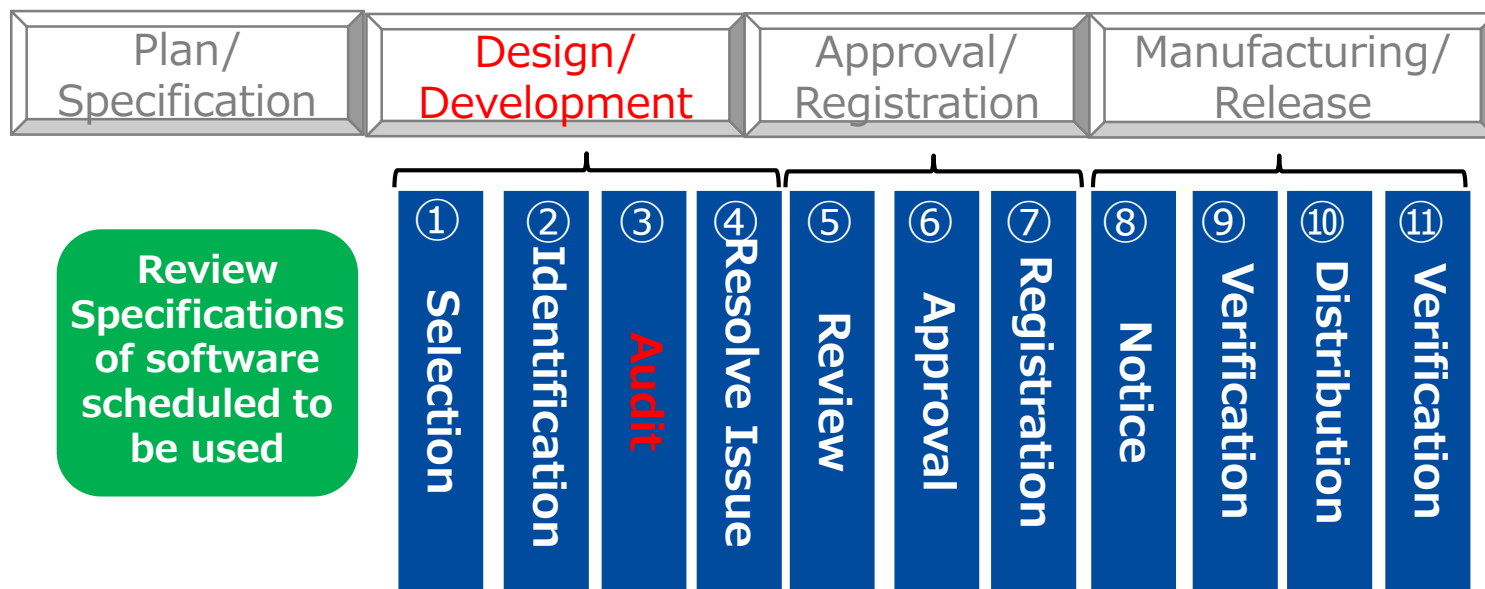 Plan/
Specification
Design/
Development
Approval/
Registration
Manufacturing/
Release
Review
Specifications
of software
scheduled to
be used
① Selection
② Identification
③ Audit
④ Resolve Issue
⑤ Review
⑥ Approval
⑦ Registration
⑧ Notice
⑨ Verification
⑩ Distribution
⑪ Verification